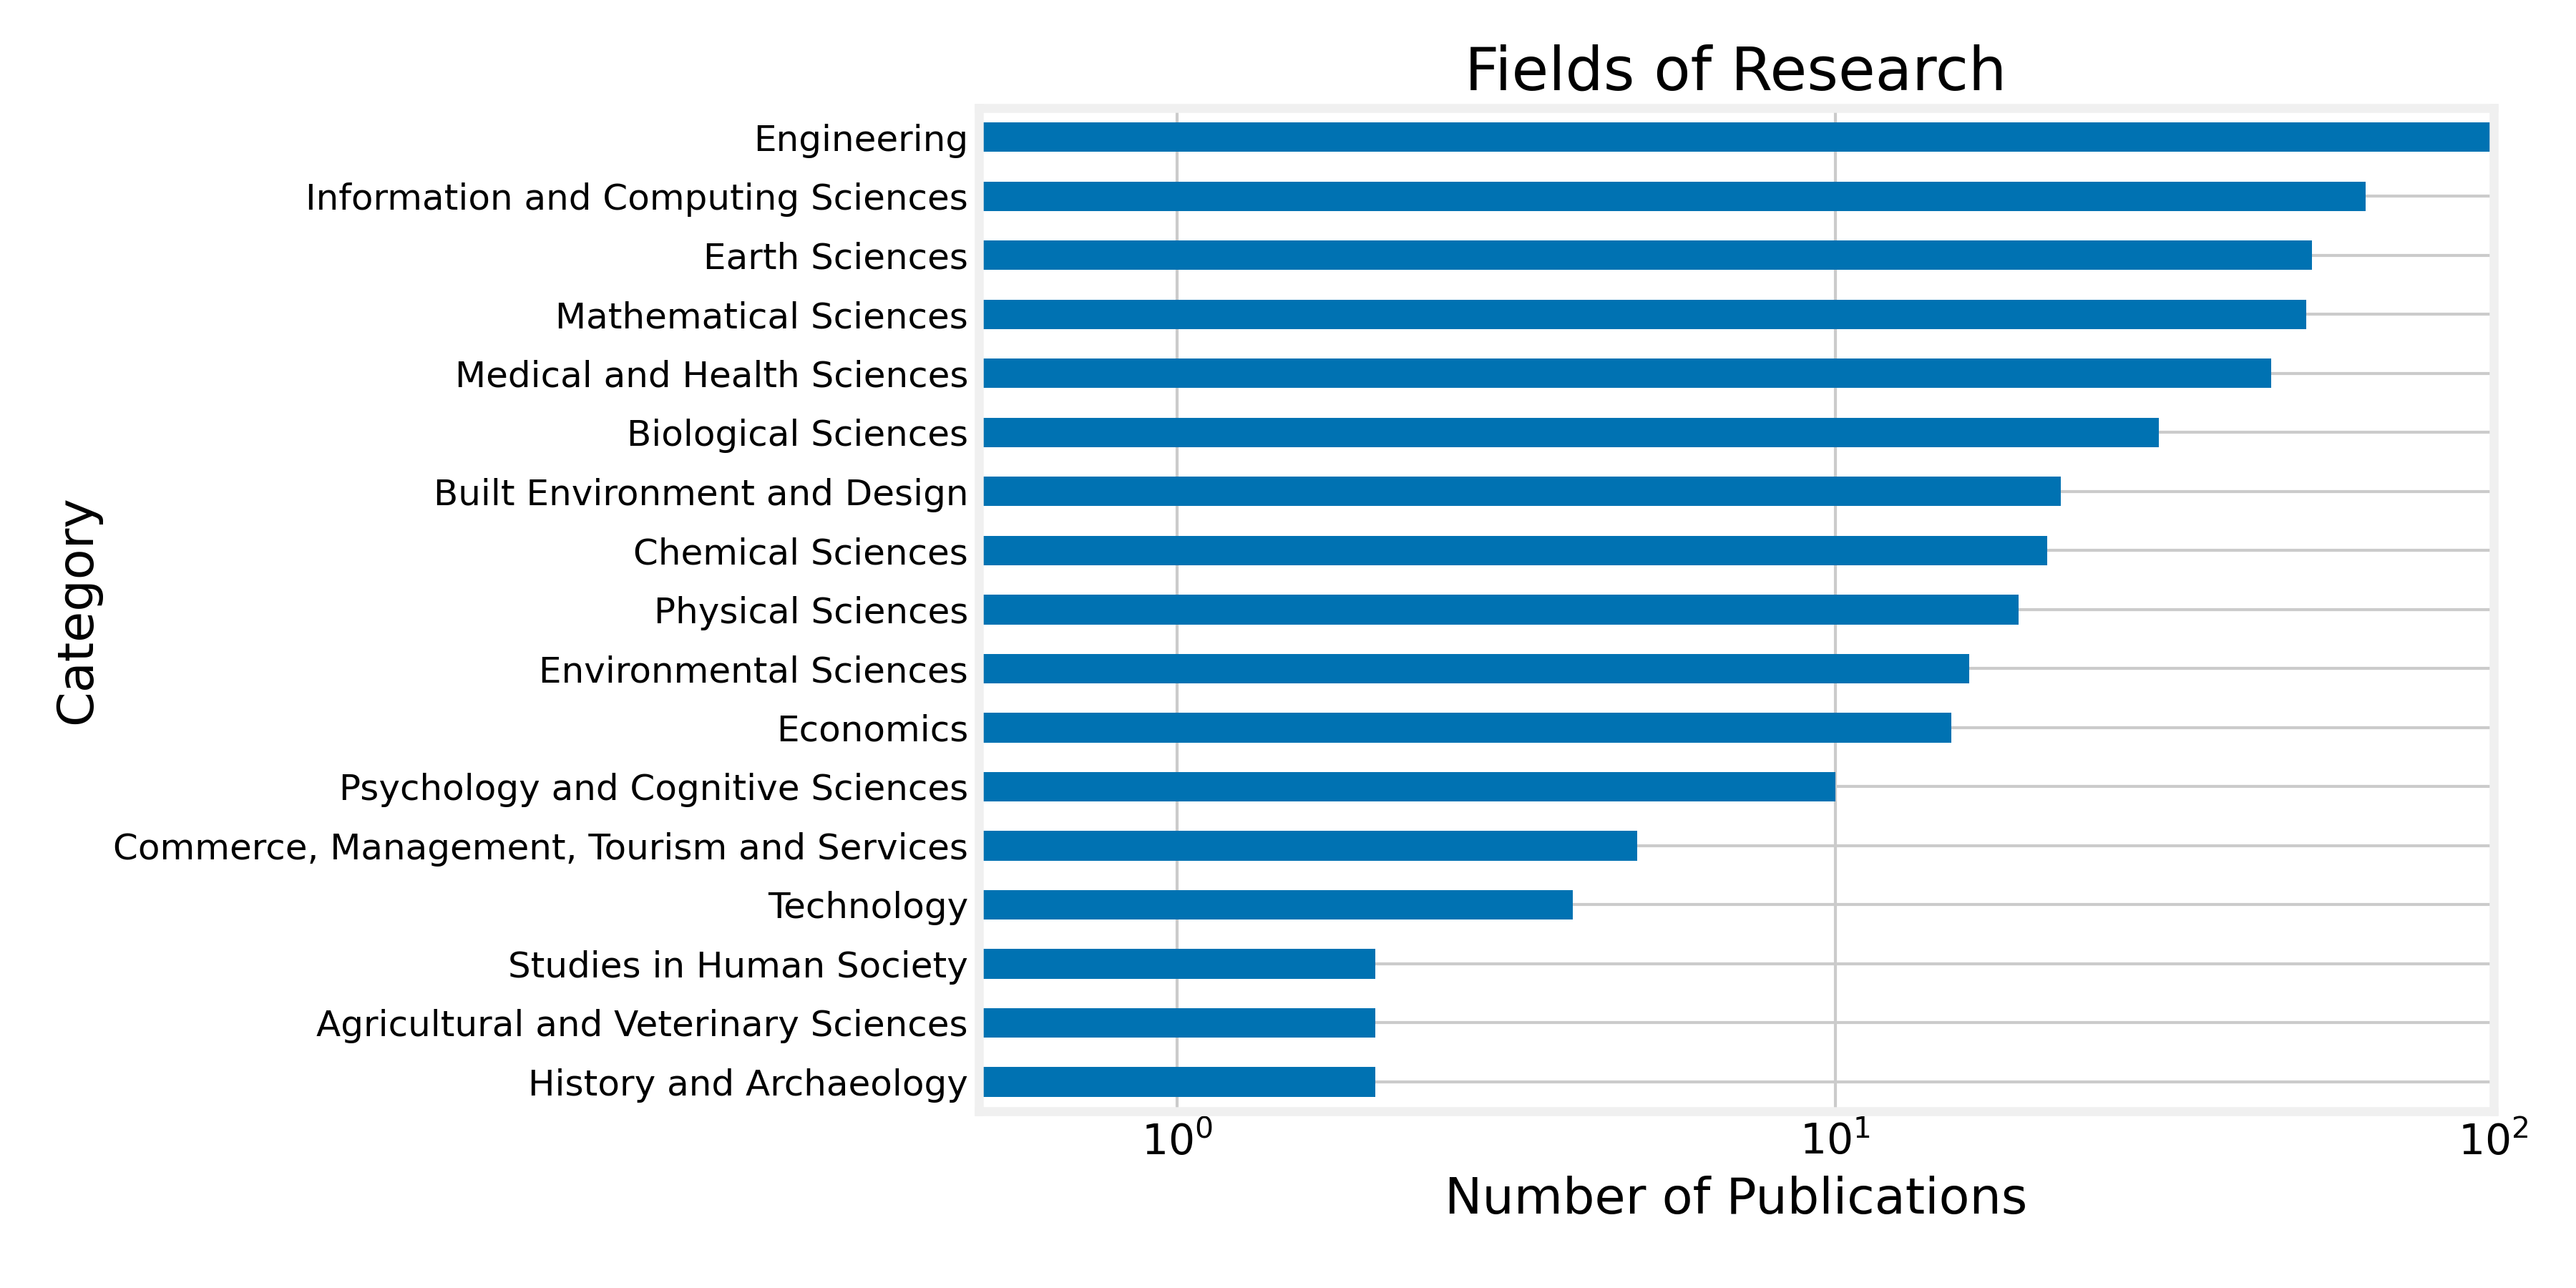 Fields of Research
Engineering
Information and Computing Sciences
Earth Sciences
Mathematical Sciences
Medical and Health Sciences
Biological Sciences
Built Environment and Design
Chemical Sciences
Physical Sciences
Environmental Sciences
Economics
Psychology and Cognitive Sciences
Commerce, Management, Tourism and Services
Technology
Studies in Human Society
Agricultural and Veterinary Sciences
History and Archaeology
Category
10⁰ 10¹ 10²
Number of Publications